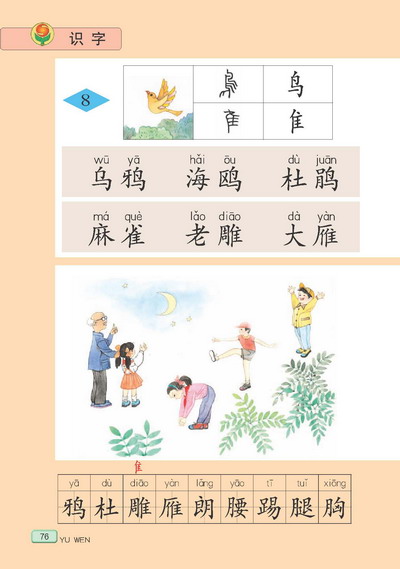 识字
8
鸟
隹
wū yā hǎi ōu dù juān
乌鸦 海鸥 杜鹃
má què lǎo diāo dà yàn
麻雀 老雕 大雁
隹
yā dù diāo yàn lǎng yāo tī tuǐ xiōng
鸦杜雕雁朗腰踢腿胸
76 YU WEN